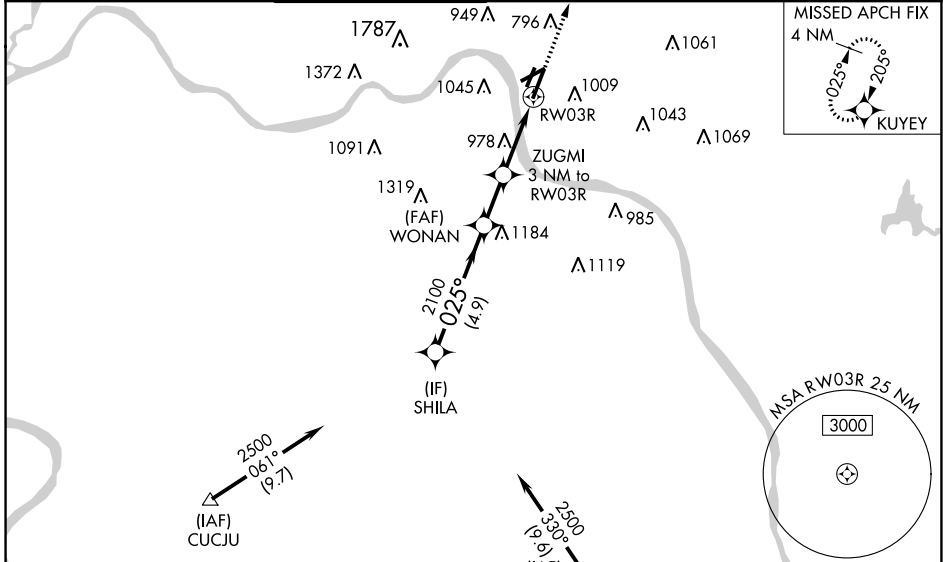 949
796
1787
1061
1372
1045
1009
RW03R
1043
1069
1091
978
ZUGMI
3 NM to
RW03R
1319
(FAF)
WONAN
985
1184
1119
2100
025°
(4.9)
(IF)
SHILA
2500
061°
(9.7)
(IAF)
CUCJU
2500
330°
(9.6)
MISSED APCH FIX
4 NM
025°
205°
KUYEY
MSA RW03R 25 NM
3000